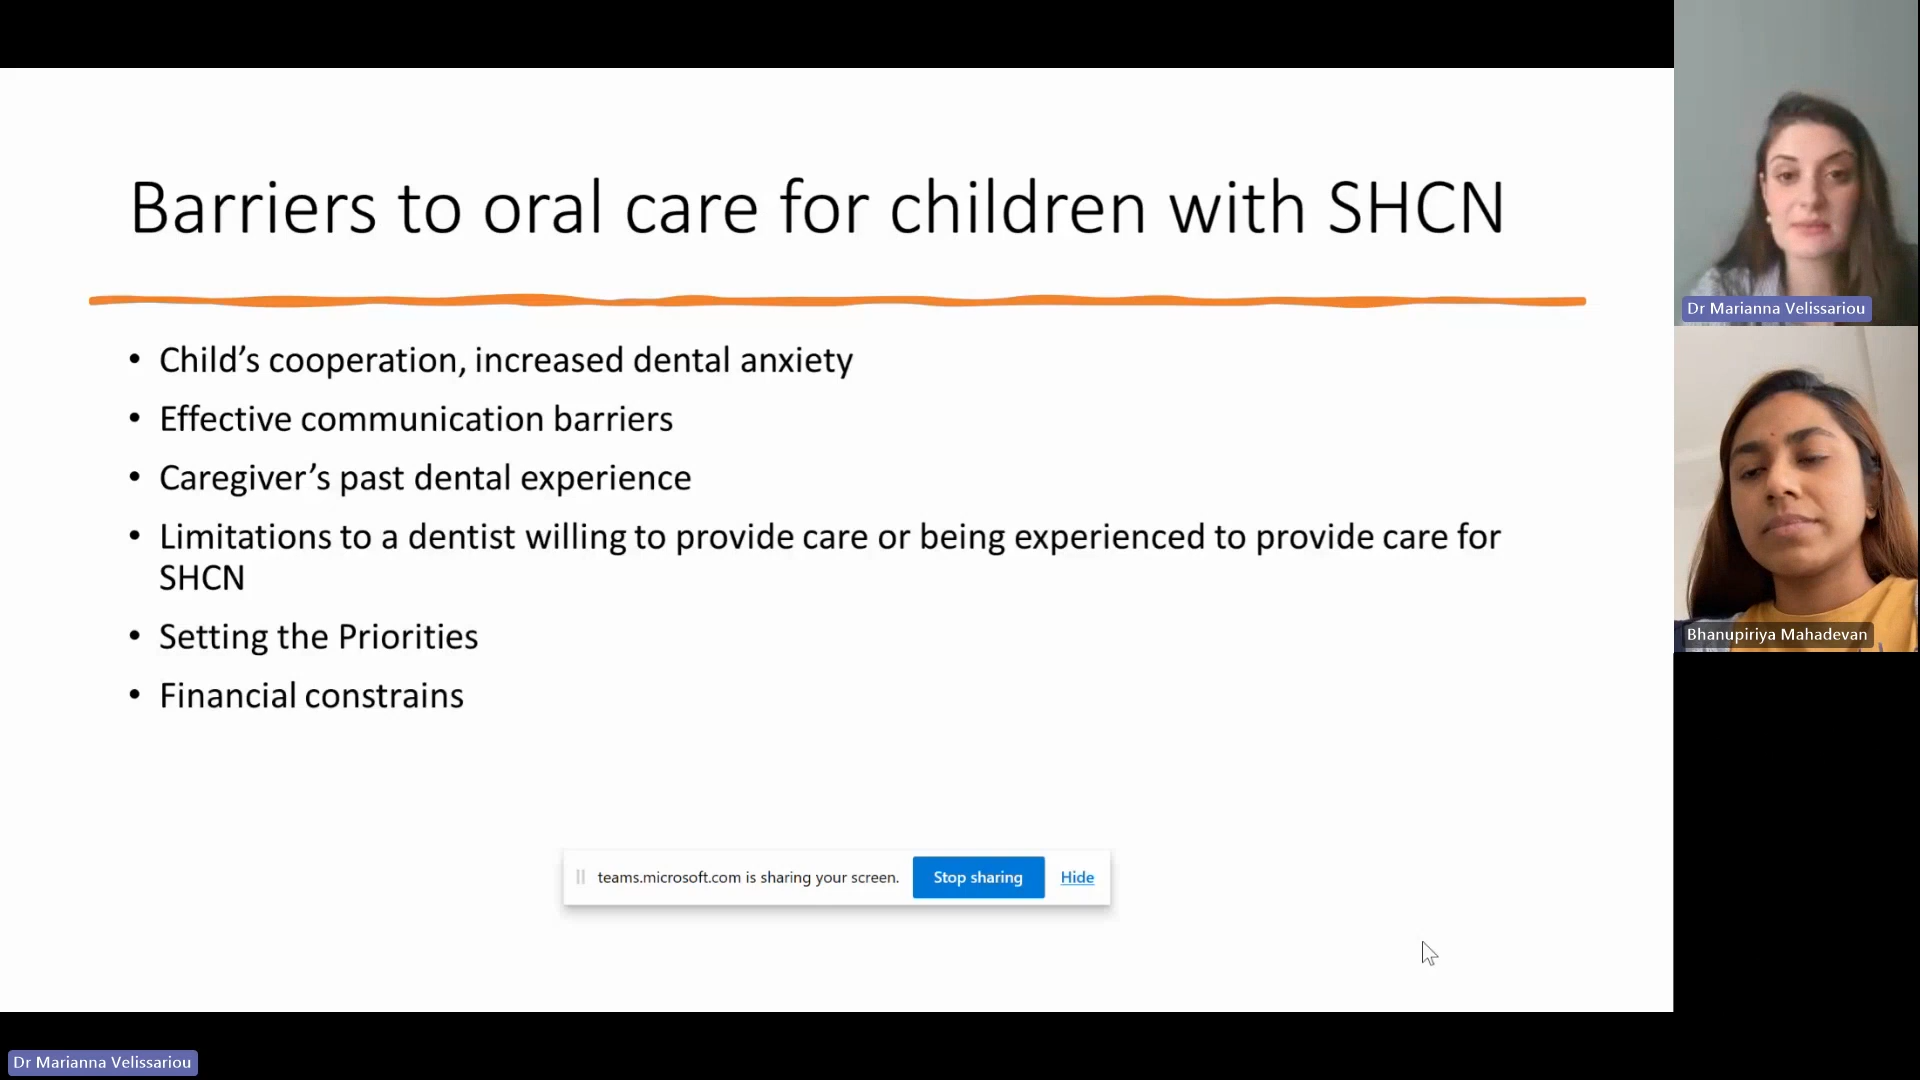 Barriers to oral care for children with SHCN
• Child’s cooperation, increased dental anxiety
• Effective communication barriers
• Caregiver’s past dental experience
• Limitations to a dentist willing to provide care or being experienced to provide care for
SHCN
• Setting the Priorities
• Financial constrains
teams.microsoft.com is sharing your screen. Stop sharing Hide
Dr Marianna Velissariou
Bhanupiriya Mahadevan
Dr Marianna Velissariou